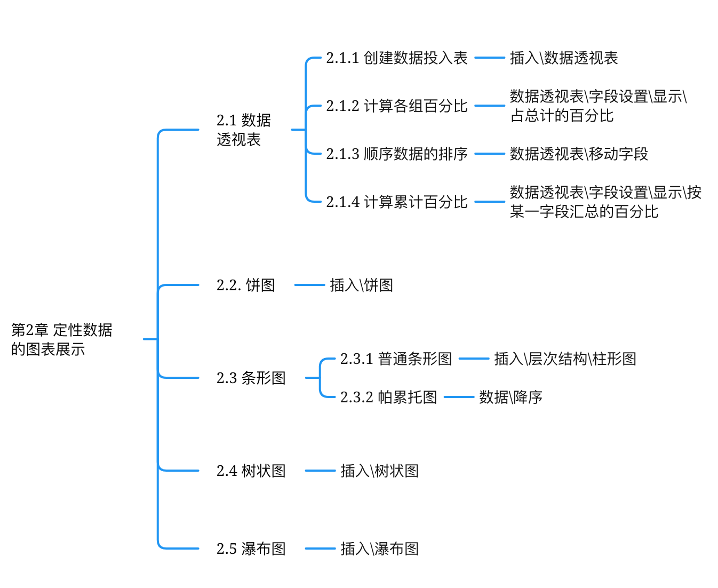 第2章 定性数据
的图表展示
2.1 数据
透视表
2.1.1 创建数据投入表
插入\数据透视表
2.1.2 计算各组百分比
数据透视表\字段设置\显示\
占总计的百分比
2.1.3 顺序数据的排序
数据透视表\移动字段
2.1.4 计算累计百分比
数据透视表\字段设置\显示\按
某一字段汇总的百分比
2.2. 饼图
插入\饼图
2.3 条形图
2.3.1 普通条形图
插入\层次结构\柱形图
2.3.2 帕累托图
数据\降序
2.4 树状图
插入\树状图
2.5 瀑布图
插入\瀑布图